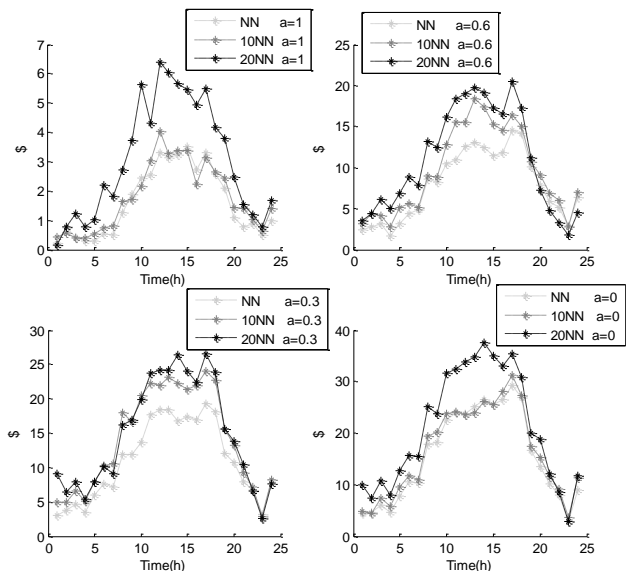 NN a=1
10NN a=1
20NN a=1
7
6
5
4
3
2
1
0
$
0 5 10 15 20 25
Time(h)
NN a=0.6
10NN a=0.6
20NN a=0.6
25
20
15
10
5
0
$
0 5 10 15 20 25
Time(h)
NN a=0.3
10NN a=0.3
20NN a=0.3
30
25
20
15
10
5
0
$
0 5 10 15 20 25
Time(h)
NN a=0
10NN a=0
20NN a=0
40
30
20
10
0
$
0 5 10 15 20 25
Time(h)